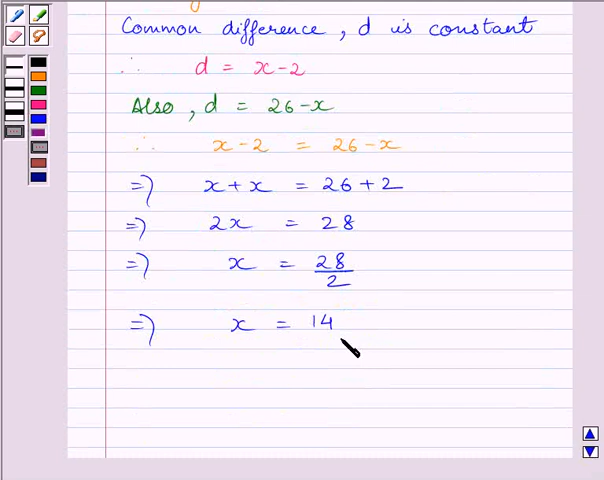 Common difference, d is constant
∴ d = x-2
Also, d = 26-x
∴ x-2 = 26-x
=) x+x = 26+2
=) 2x = 28
=) x = 28/2
=) x = 14